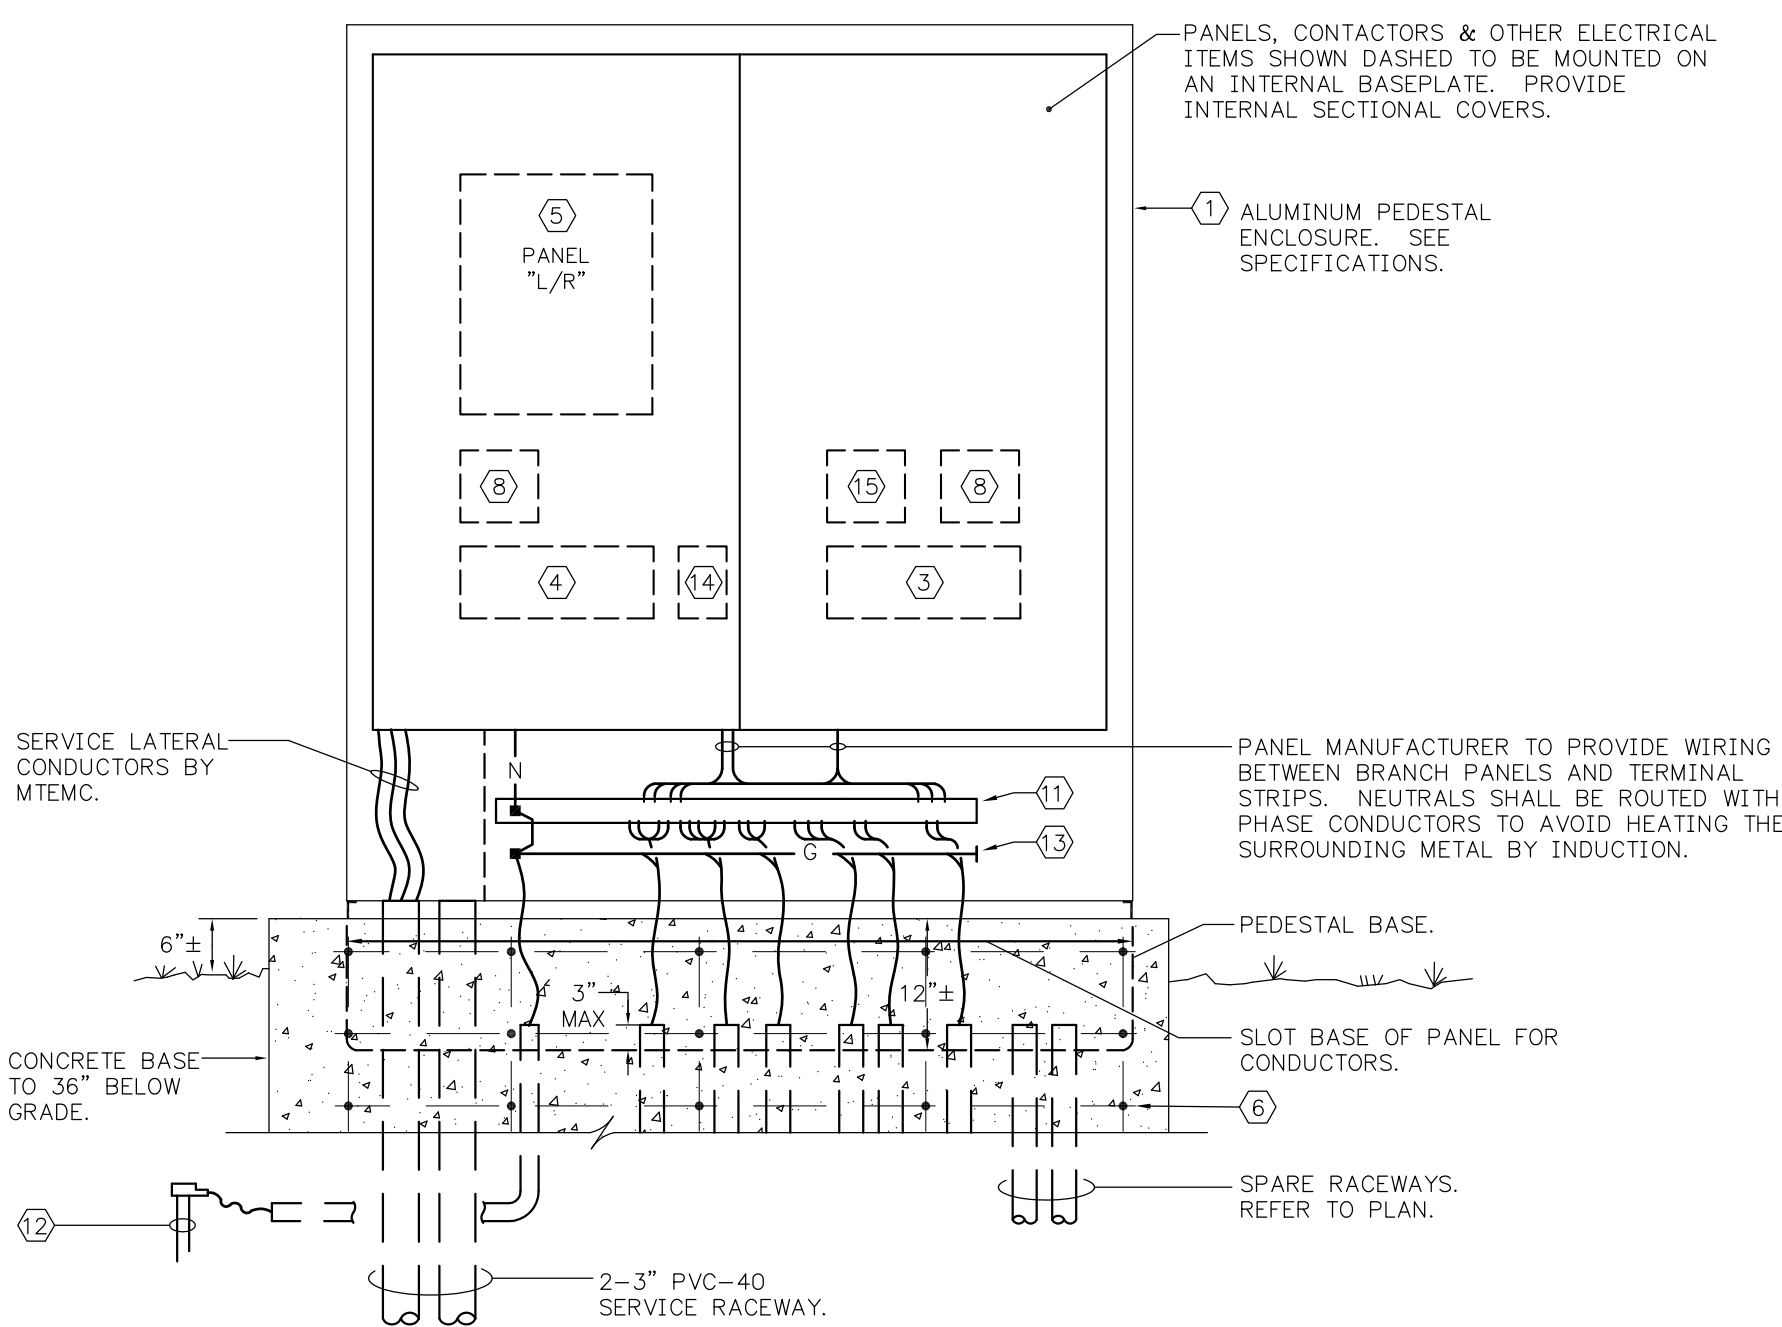 PANELS, CONTACTORS & OTHER ELECTRICAL
ITEMS SHOWN DASHED TO BE MOUNTED ON
AN INTERNAL BASEPLATE. PROVIDE
INTERNAL SECTIONAL COVERS.
1
ALUMINUM PEDESTAL
ENCLOSURE. SEE
SPECIFICATIONS.
5
PANEL
"L/R"
8
15
8
4
14
3
SERVICE LATERAL
CONDUCTORS BY
MTEMC.
N
PANEL MANUFACTURER TO PROVIDE WIRING
BETWEEN BRANCH PANELS AND TERMINAL
STRIPS. NEUTRALS SHALL BE ROUTED WITH
PHASE CONDUCTORS TO AVOID HEATING THE
SURROUNDING METAL BY INDUCTION.
11
13
G
6"±
PEDESTAL BASE.
3"
MAX
12"±
SLOT BASE OF PANEL FOR
CONDUCTORS.
CONCRETE BASE
TO 36" BELOW
GRADE.
6
SPARE RACEWAYS.
REFER TO PLAN.
12
2-3" PVC-40
SERVICE RACEWAY.